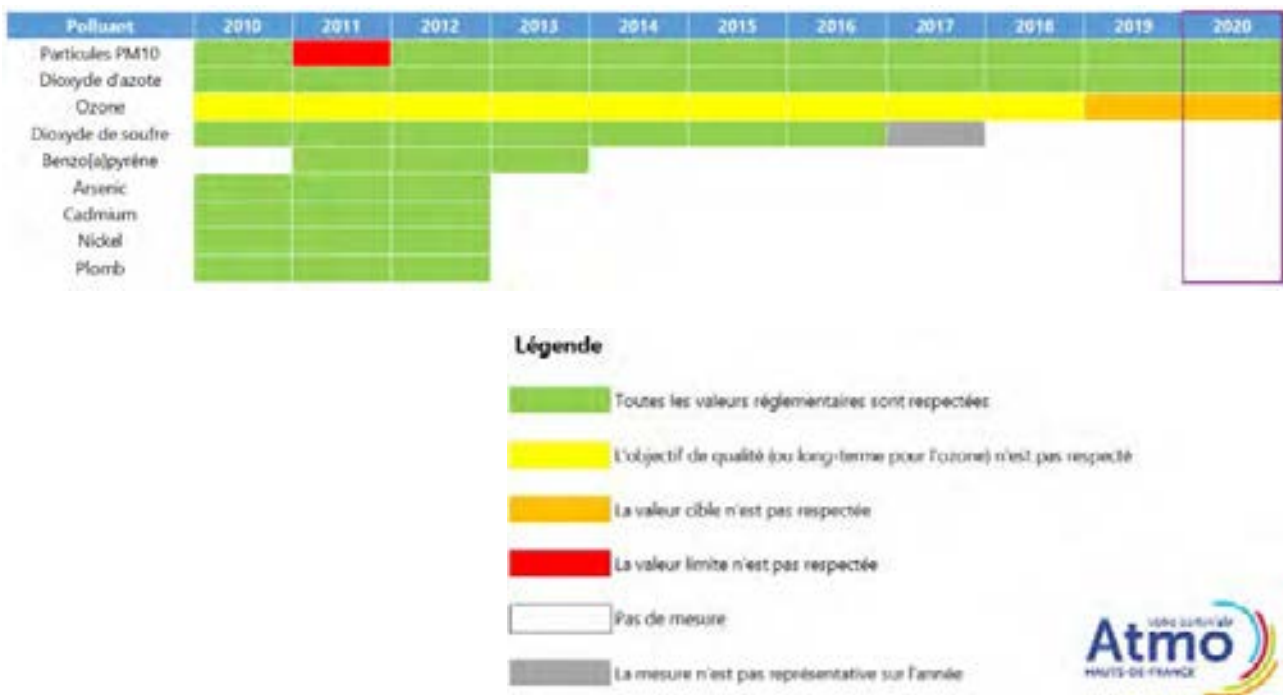 Polluant 2010 2011 2012 2013 2014 2015 2016 2017 2018 2019 2020
Particules PM10
Dioxyde d'azote
Ozone
Dioxyde de soufre
Benzo[a]pyrène
Arsenic
Cadmium
Nickel
Plomb
Légende
Toutes les valeurs réglementaires sont respectées
L'objectif de qualité (ou long-terme pour l'ozone) n'est pas respecté
La valeur cible n'est pas respectée
La valeur limite n'est pas respectée
Pas de mesure
La mesure n'est pas représentative sur l'année
Atmo
HAUTS-DE-FRANCE